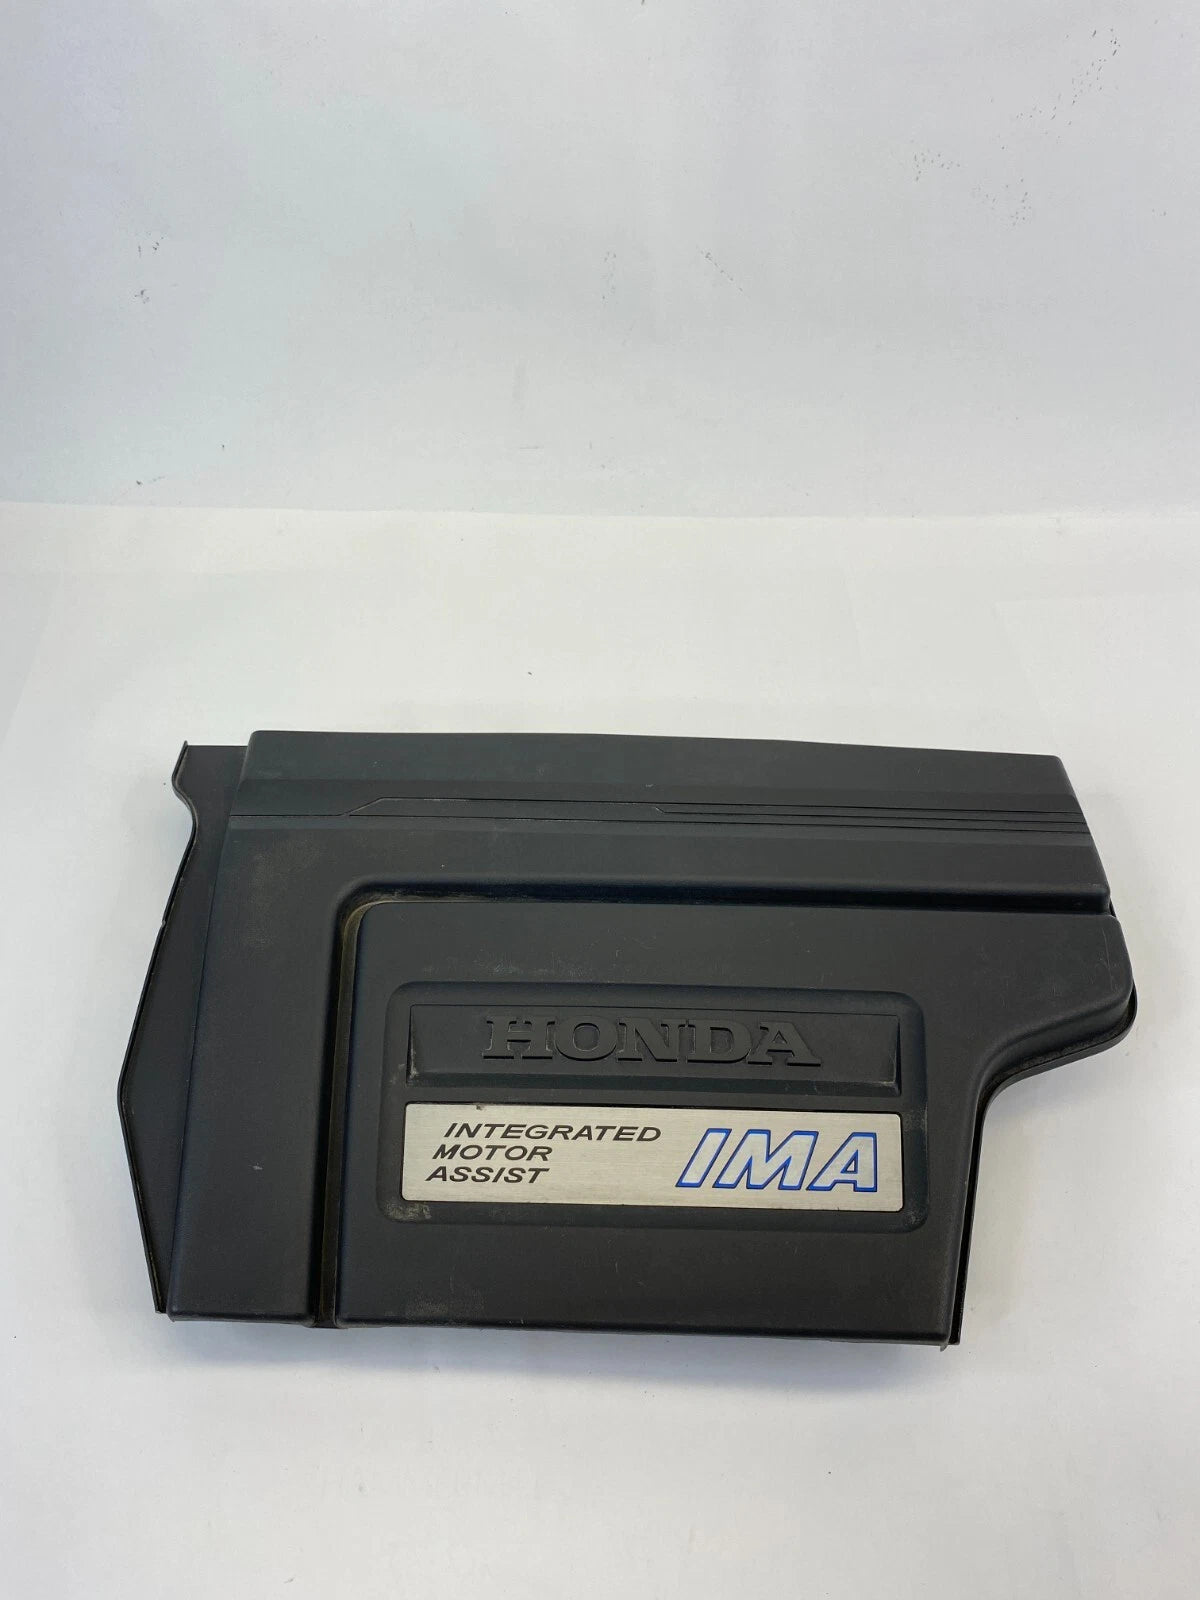 HONDA
INTEGRATED
MOTOR
ASSIST
IMA